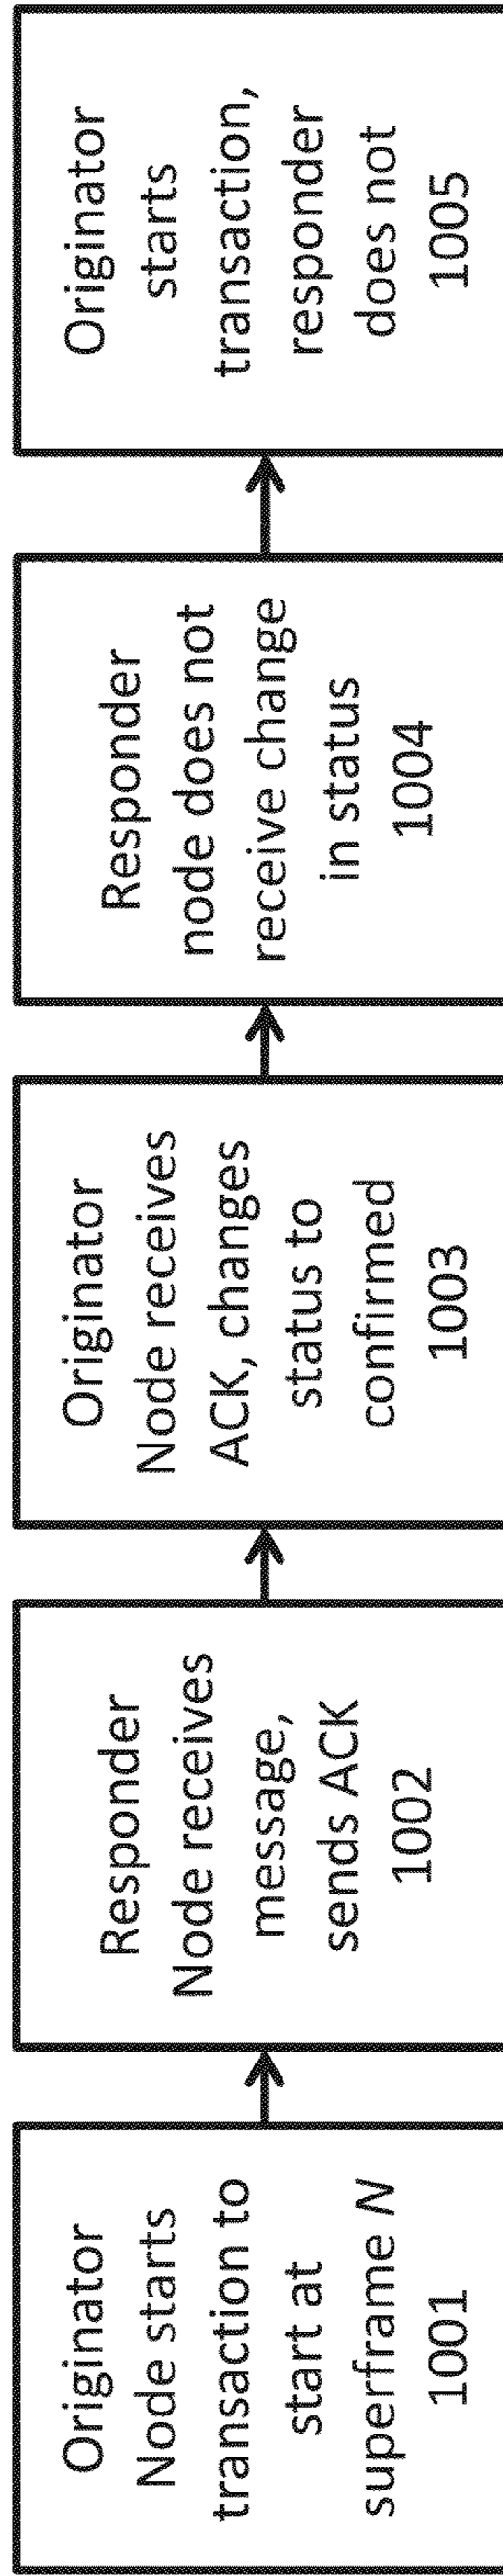 Originator
Node starts
transaction to
start at
superframe N
1001
Responder
Node receives
message,
sends ACK
1002
Originator
Node receives
ACK, changes
status to
confirmed
1003
Responder
node does not
receive change
in status
1004
Originator
starts
transaction,
responder
does not
1005